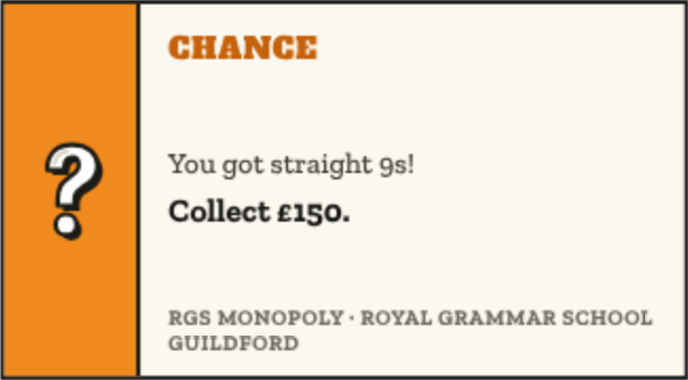 CHANCE
?
You got straight 9s!
Collect £150.
RGS MONOPOLY · ROYAL GRAMMAR SCHOOL
GUILDFORD